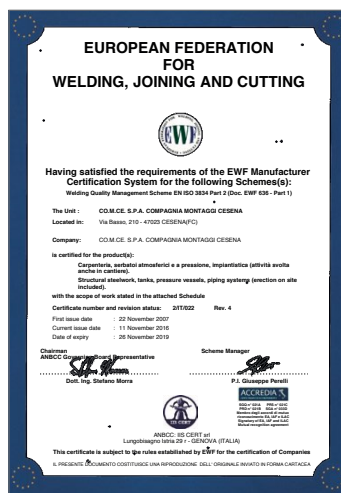 EUROPEAN FEDERATION
FOR
WELDING, JOINING AND CUTTING
EWF
Having satisfied the requirements of the EWF Manufacturer
Certification System for the following Schemes(s):
Welding Quality Management Scheme EN ISO 3834 Part 2 (Doc. EWF 636 - Part 1)
The Unit : CO.M.CE. S.P.A. COMPAGNIA MONTAGGI CESENA
Located in: Via Basso, 210 - 47023 CESENA(FC)
Company: CO.M.CE. S.P.A. COMPAGNIA MONTAGGI CESENA
is certified for the product(s):
Carpenteria, serbatoi atmosferici e a pressione, impiantistica (attività svolta
anche in cantiere).
Structural steelwork, tanks, pressure vessels, piping systems (erection on site
included).
with the scope of work stated in the attached Schedule
Certificate number and revision status: 2/IT/022 Rev. 4
First issue date : 22 November 2007
Current issue date : 11 November 2016
Date of expiry : 26 November 2019
Chairman
ANBCC Governing Board Representative
Scheme Manager
Dott. Ing. Stefano Morra
P.I. Giuseppe Perelli
ACCREDIA
IIS CERT
ANBCC: IIS CERT srl
Lungobisagno Istria 29 r - GENOVA (ITALIA)
This certificate is subject to the rules established by EWF for the certification of Companies
IL PRESENTE DOCUMENTO COSTITUISCE UNA RIPRODUZIONE DELL' ORIGINALE INVIATO IN FORMA CARTACEA